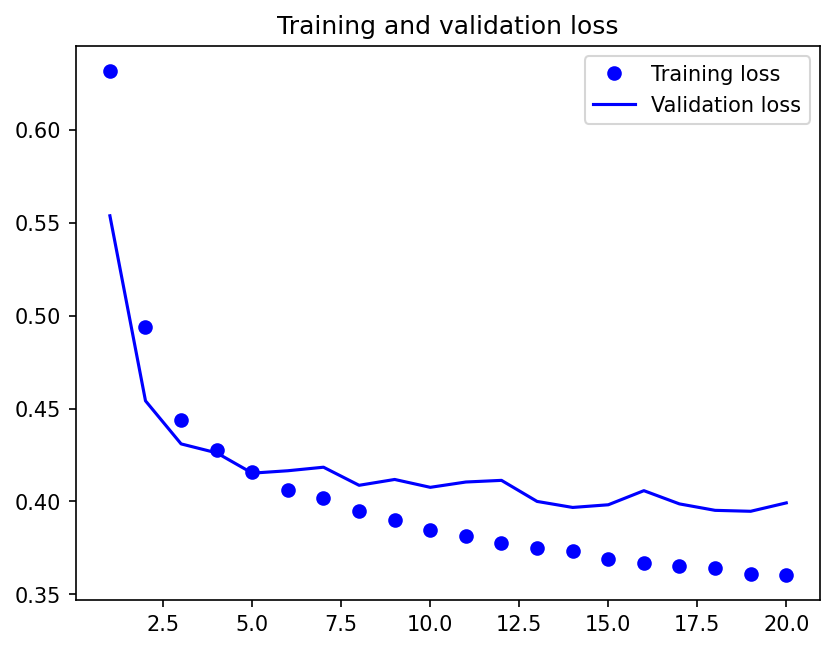 Training and validation loss
Training loss
Validation loss
0.60
0.55
0.50
0.45
0.40
0.35
2.5 5.0 7.5 10.0 12.5 15.0 17.5 20.0